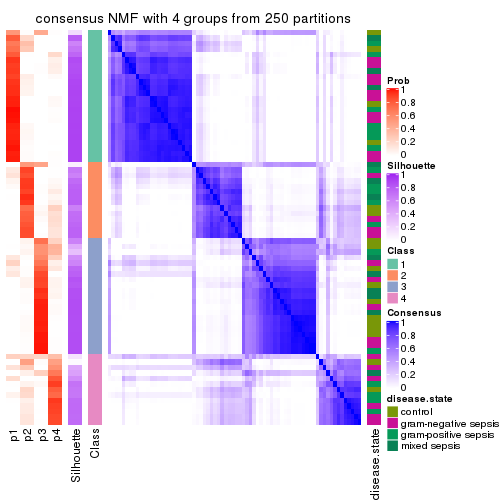 consensus NMF with 4 groups from 250 partitions
Prob
1
0.8
0.6
0.4
0.2
0
Silhouette
1
0.8
0.6
0.4
0.2
0
Class
1
2
3
4
Consensus
1
0.8
0.6
0.4
0.2
0
disease.state
control
gram-negative sepsis
gram-positive sepsis
mixed sepsis
p1
p2
p3
p4
Silhouette
Class
disease.state